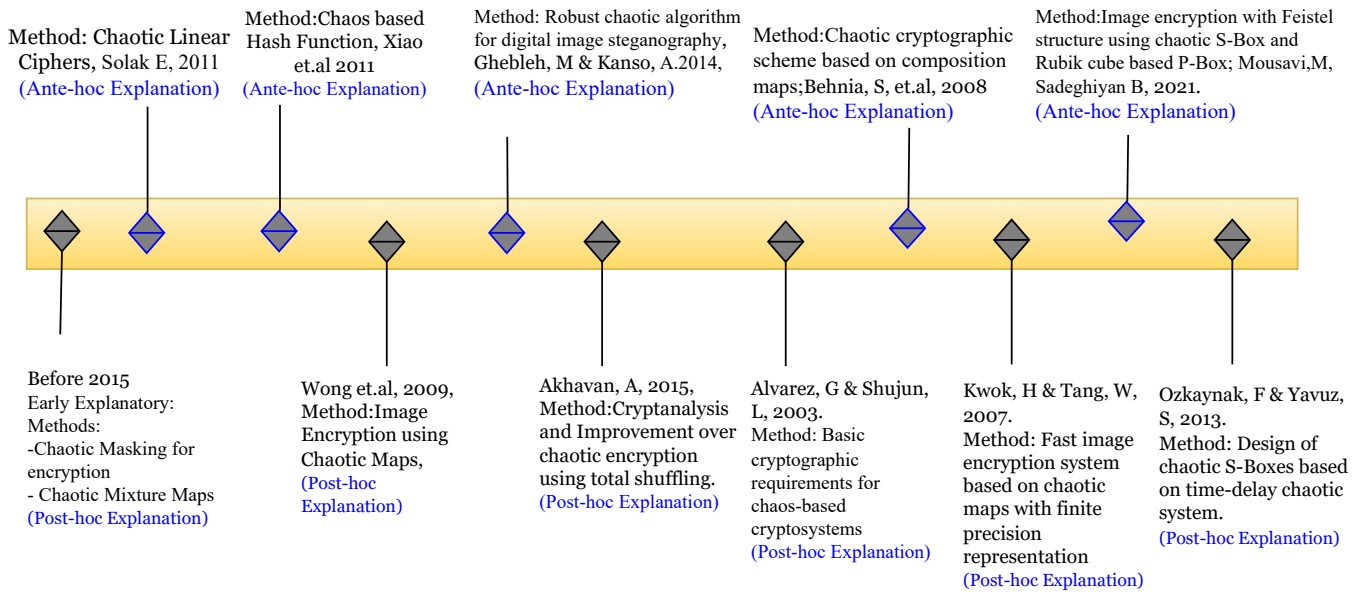 Method: Chaotic Linear
Ciphers, Solak E, 2011
(Ante-hoc Explanation)
Method:Chaos based
Hash Function, Xiao
et.al 2011
(Ante-hoc Explanation)
Method: Robust chaotic algorithm
for digital image steganography,
Ghebleh, M & Kanso, A.2014,
(Ante-hoc Explanation)
Method:Chaotic cryptographic
scheme based on composition
maps;Behnia, S, et.al, 2008
(Ante-hoc Explanation)
Method:Image encryption with Feistel
structure using chaotic S-Box and
Rubik cube based P-Box; Mousavi,M,
Sadeghiyan B, 2021.
(Ante-hoc Explanation)
Before 2015
Early Explanatory:
Methods:
-Chaotic Masking for
encryption
- Chaotic Mixture Maps
(Post-hoc Explanation)
Wong et.al, 2009,
Method:Image
Encryption using
Chaotic Maps,
(Post-hoc
Explanation)
Akhavan, A, 2015,
Method:Cryptanalysis
and Improvement over
chaotic encryption
using total shuffling.
(Post-hoc Explanation)
Alvarez, G & Shujun,
L, 2003.
Method: Basic
cryptographic
requirements for
chaos-based
cryptosystems
(Post-hoc Explanation)
Kwok, H & Tang, W,
2007.
Method: Fast image
encryption system
based on chaotic
maps with finite
precision
representation
(Post-hoc Explanation)
Ozkaynak, F & Yavuz,
S, 2013.
Method: Design of
chaotic S-Boxes based
on time-delay chaotic
system.
(Post-hoc Explanation)